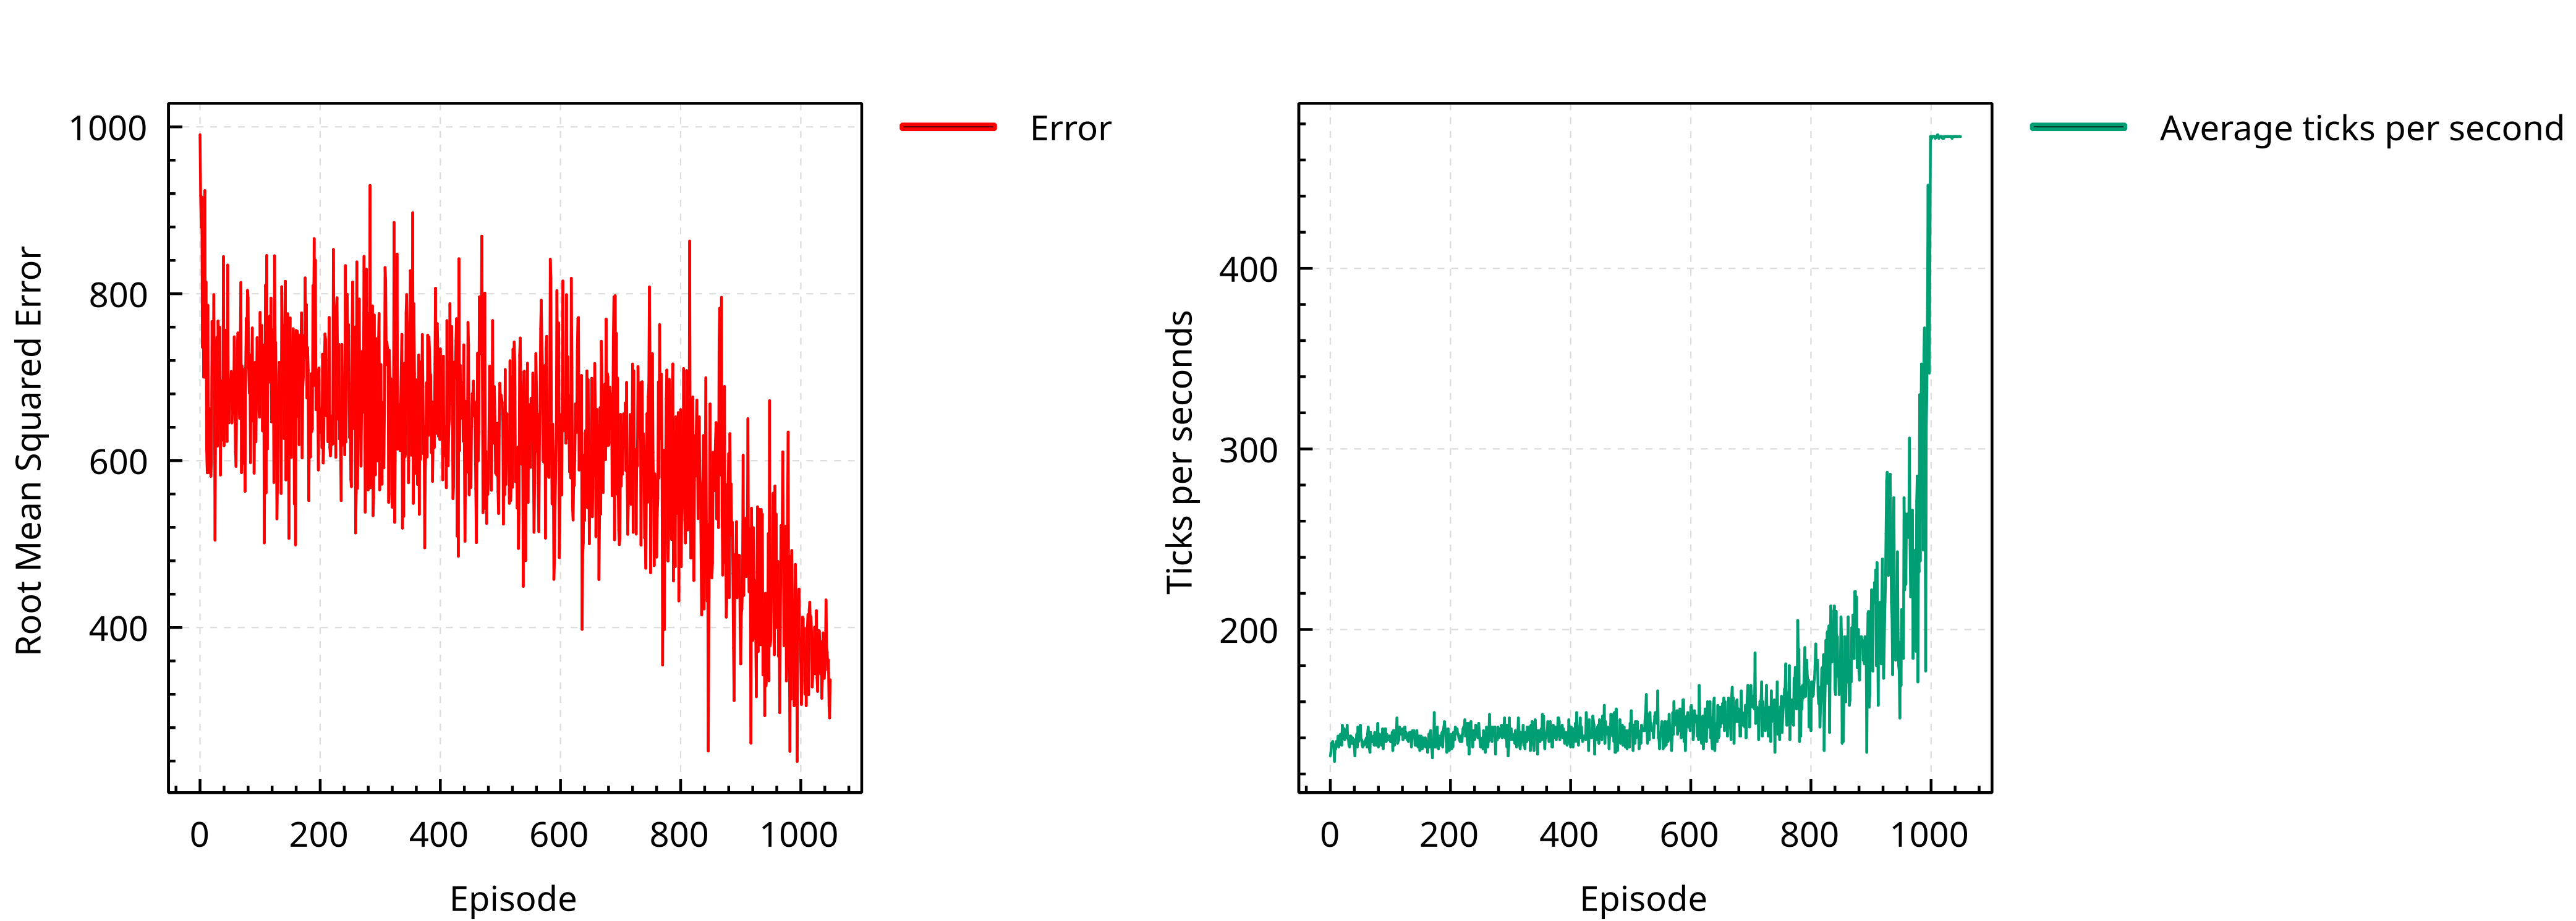 Root Mean Squared Error
1000
800
600
400
0 200 400 600 800 1000
Episode
Error
Ticks per seconds
400
300
200
0 200 400 600 800 1000
Episode
Average ticks per second